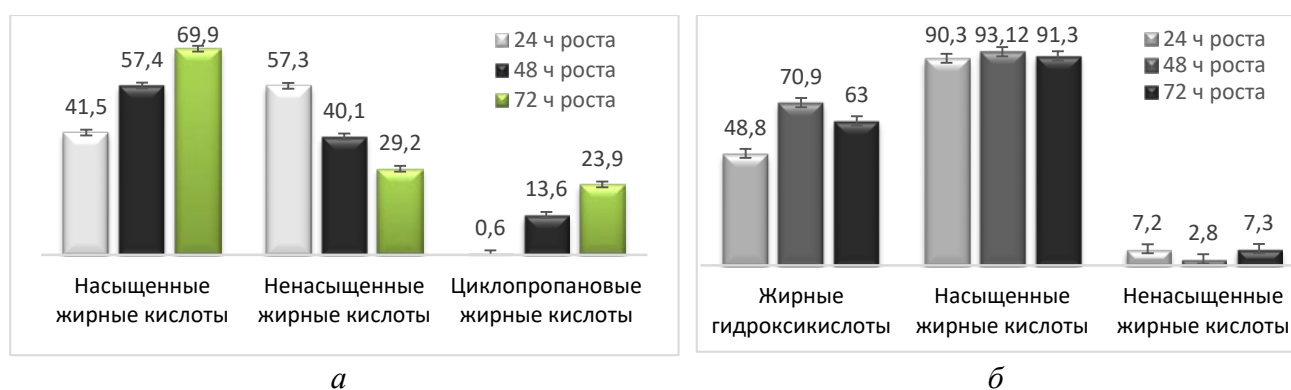 69,9
57,4
41,5
57,3
40,1
29,2
0,6
13,6
23,9
24 ч роста
48 ч роста
72 ч роста
Насыщенные
жирные кислоты
Ненасыщенные
жирные кислоты
Циклопропановые
жирные кислоты
а
48,8
70,9
63
90,3
93,12
91,3
7,2
2,8
7,3
24 ч роста
48 ч роста
72 ч роста
Жирные
гидроксикислоты
Насыщенные
жирные кислоты
Ненасыщенные
жирные кислоты
б